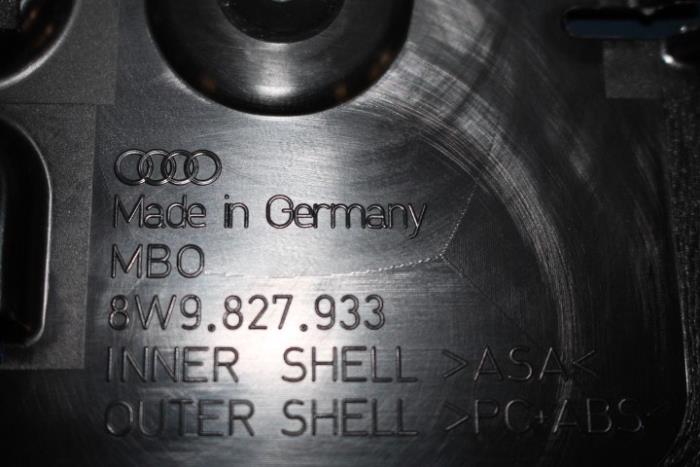 Made in Germany
MBO
8W9.827.933
INNER SHELL >ASA<
OUTER SHELL >PC+ABS<